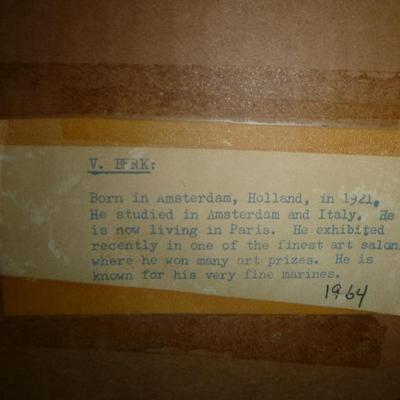 V. BERK:
Born in Amsterdam, Holland, in 1921.
He studied in Amsterdam and Italy. He
is now living in Paris. He exhibited
recently in one of the finest art salons
where he won many art prizes. He is
known for his very fine marines.
1964